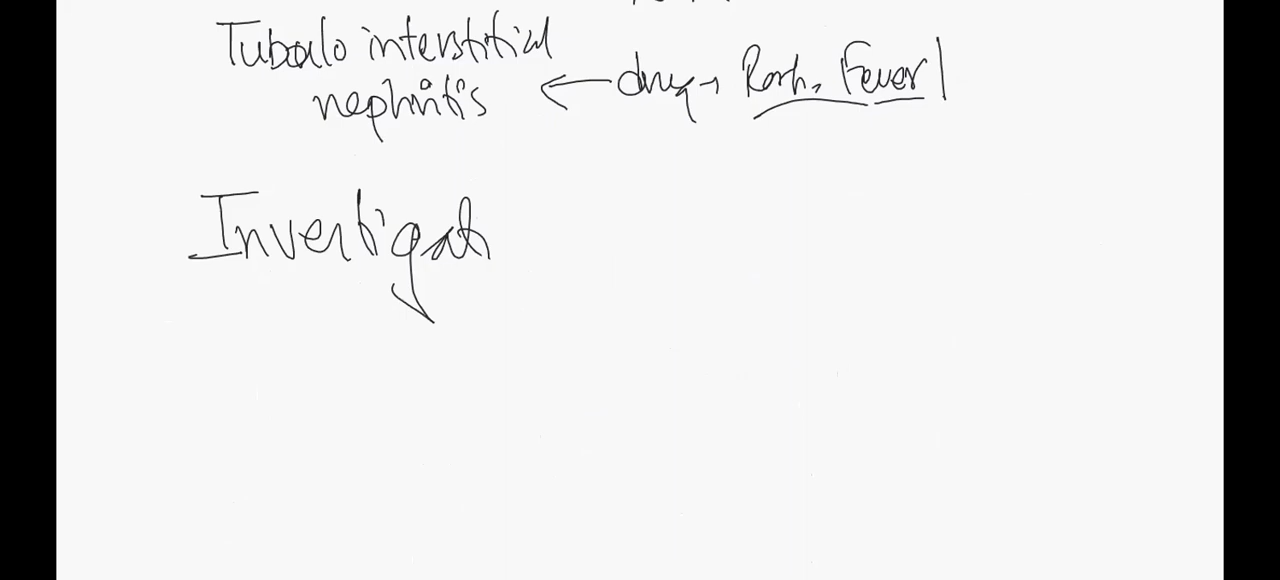 Tubulo interstitial
nephritis ← drug → Rash, Fever
Investigat